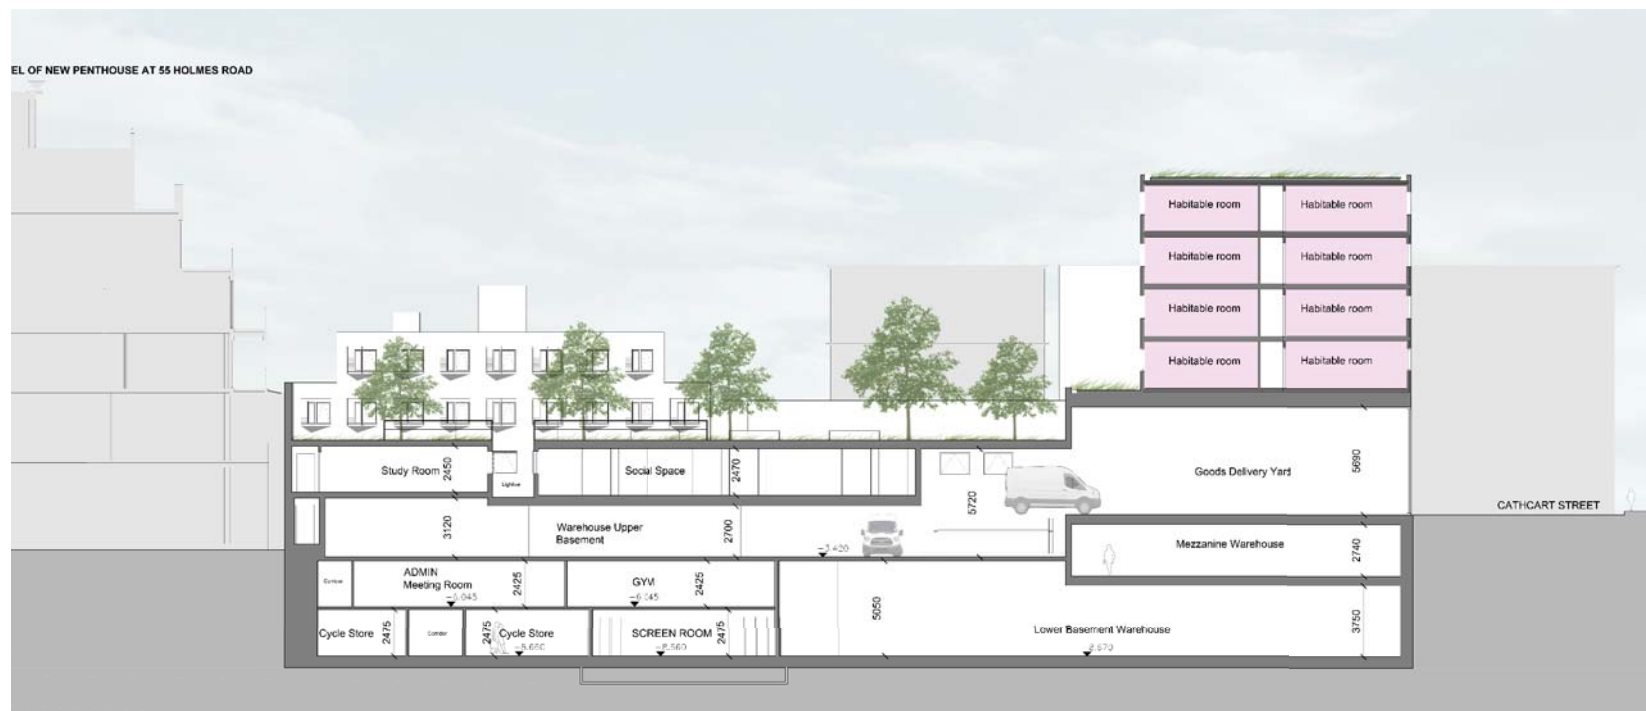 EL OF NEW PENTHOUSE AT 55 HOLMES ROAD
Habitable room Habitable room
Habitable room Habitable room
Habitable room Habitable room
Habitable room Habitable room
Study Room 2450
Social Space 2470
Goods Delivery Yard 5690
5720
CATHCART STREET
3120
Warehouse Upper
Basement
2700
-3.420
Mezzanine Warehouse 2740
ADMIN
Meeting Room
2425
GYM
2425
5050
Cycle Store 2475
Corridor
2475 Cycle Store
SCREEN ROOM 2475
Lower Basement Warehouse
3750